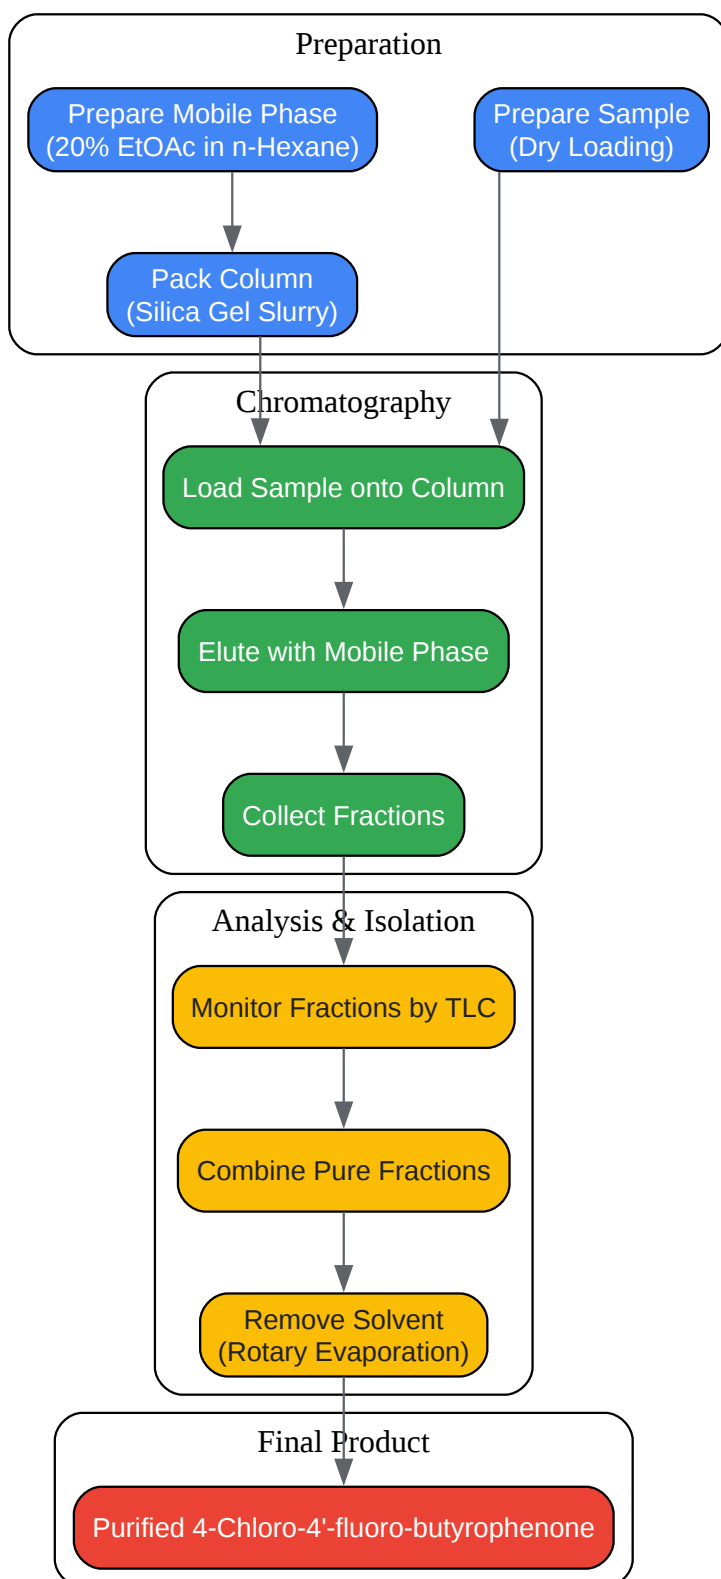 Preparation
Prepare Mobile Phase
(20% EtOAc in n-Hexane)
Prepare Sample
(Dry Loading)
Pack Column
(Silica Gel Slurry)
Chromatography
Load Sample onto Column
Elute with Mobile Phase
Collect Fractions
Analysis & Isolation
Monitor Fractions by TLC
Combine Pure Fractions
Remove Solvent
(Rotary Evaporation)
Final Product
Purified 4-Chloro-4'-fluoro-butyrophenone